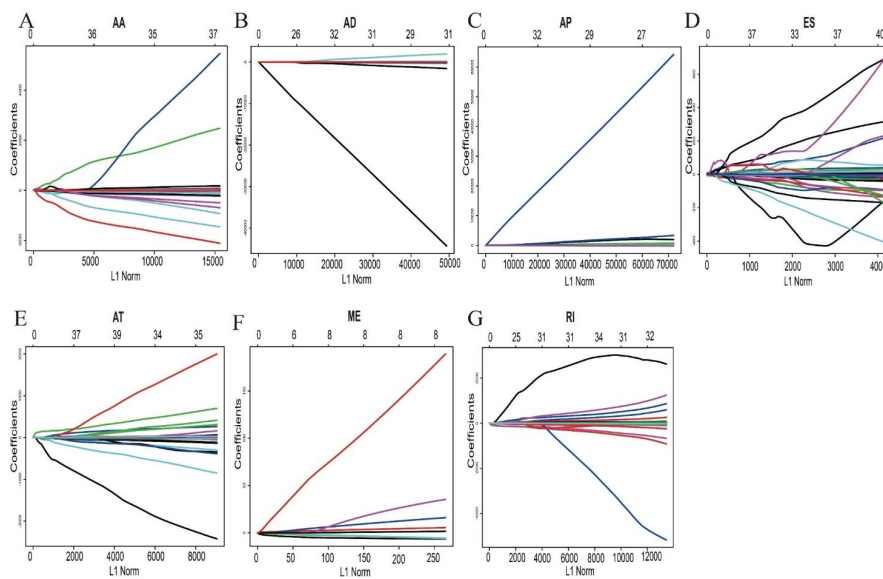 A AA B AD C AP D ES
0 36 35 37 0 26 32 31 29 31 0 32 29 27 0 37 33 37 40
Coefficients Coefficients Coefficients Coefficients
0 5000 10000 15000 0 10000 20000 30000 40000 50000 0 10000 20000 30000 40000 50000 60000 70000 0 1000 2000 3000
L1 Norm L1 Norm L1 Norm L1 Norm
E AT F ME G RI
0 37 39 34 35 0 6 8 8 8 0 25 31 31 34 31 32
Coefficients Coefficients Coefficients
0 2000 4000 6000 8000 0 50 100 150 200 250 0 2000 4000 6000 8000 10000 12000
L1 Norm L1 Norm L1 Norm